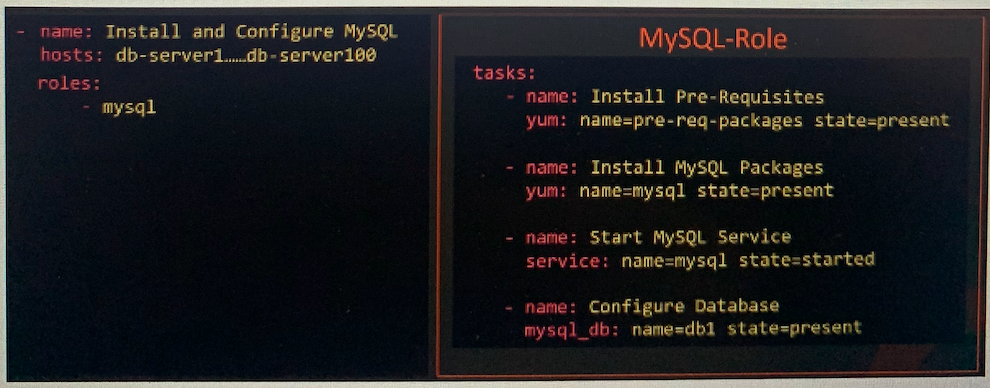 - name: Install and Configure MySQL
hosts: db-server1……db-server100
roles:
- mysql
MySQL-Role
tasks:
- name: Install Pre-Requisites
yum: name=pre-req-packages state=present
- name: Install MySQL Packages
yum: name=mysql state=present
- name: Start MySQL Service
service: name=mysql state=started
- name: Configure Database
mysql_db: name=db1 state=present